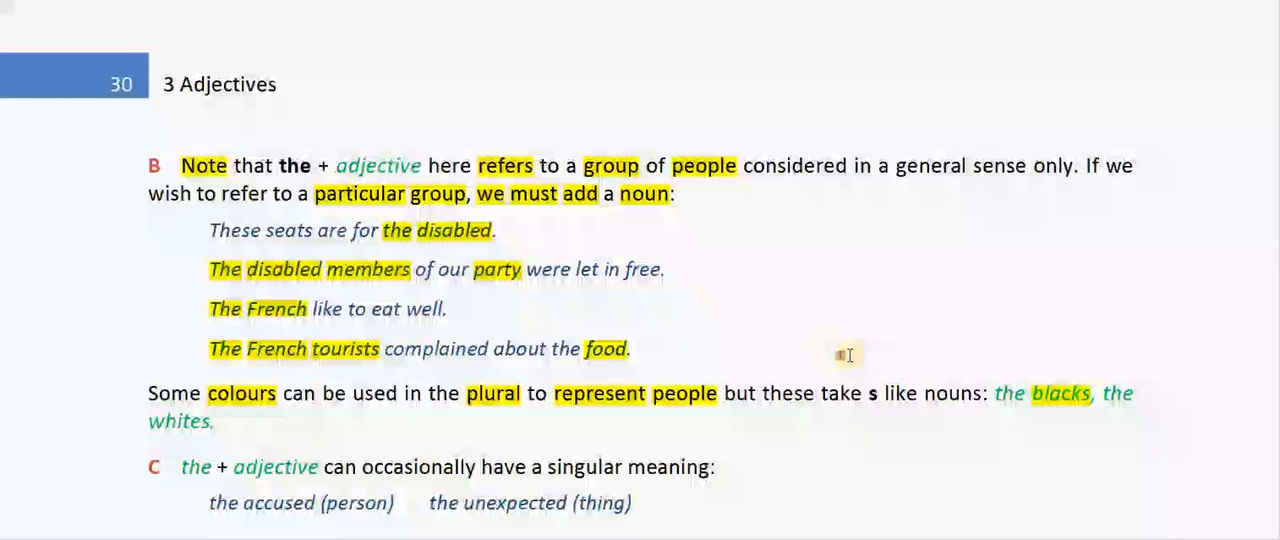 30 3 Adjectives
B Note that the + adjective here refers to a group of people considered in a general sense only. If we
wish to refer to a particular group, we must add a noun:
These seats are for the disabled.
The disabled members of our party were let in free.
The French like to eat well.
The French tourists complained about the food.
Some colours can be used in the plural to represent people but these take s like nouns: the blacks, the
whites.
C the + adjective can occasionally have a singular meaning:
the accused (person) the unexpected (thing)